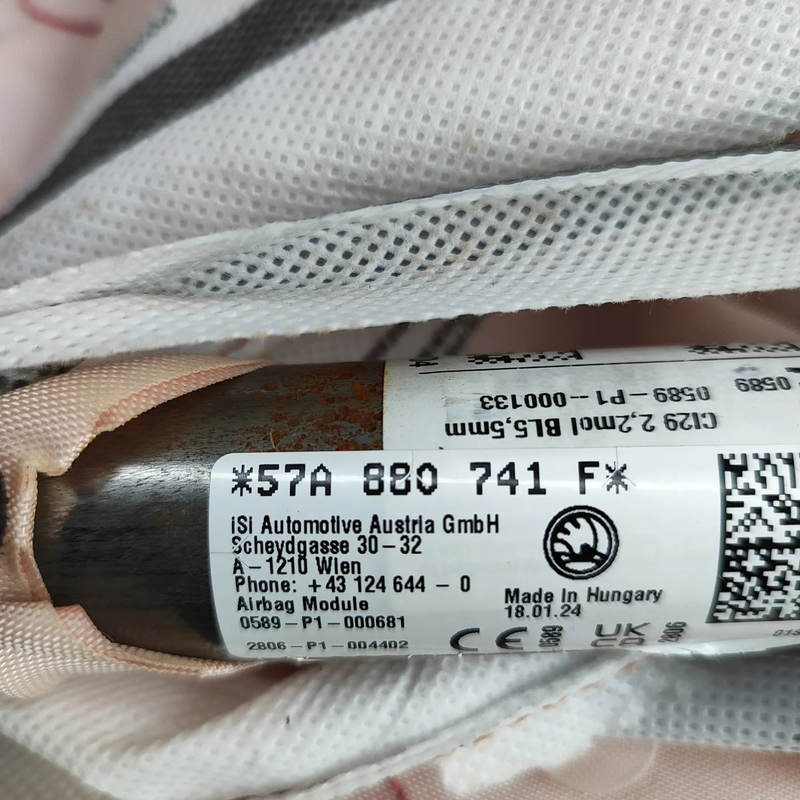 0589
0589-P1--000133
CI29 2,2mol BL5,5mm
*57A 880 741 F*
iSi Automotive Austria GmbH
Scheydgasse 30-32
A-1210 Wien
Phone: +43 124 644 - 0
Airbag Module
0589-P1-000681
2806-P1-004402
Made In Hungary
18.01.24
CE
UK
CA